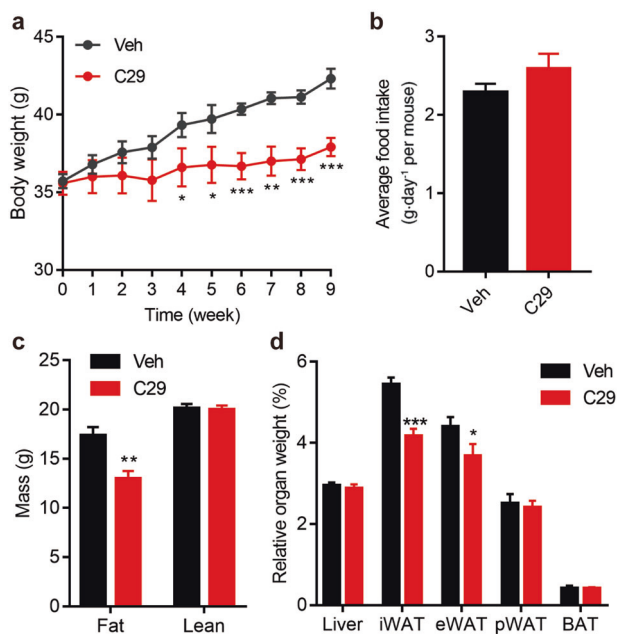 a
Veh
C29
Body weight (g)
45
40
35
30
* * *** ** *** ***
0 1 2 3 4 5 6 7 8 9
Time (week)
b
Average food intake
(g·day⁻¹ per mouse)
3
2
1
0
Veh
C29
c
Veh
C29
Mass (g)
25
20
15
10
5
0
**
Fat Lean
d
Veh
C29
Relative organ weight (%)
6
4
2
0
***
*
Liver iWAT eWAT pWAT BAT